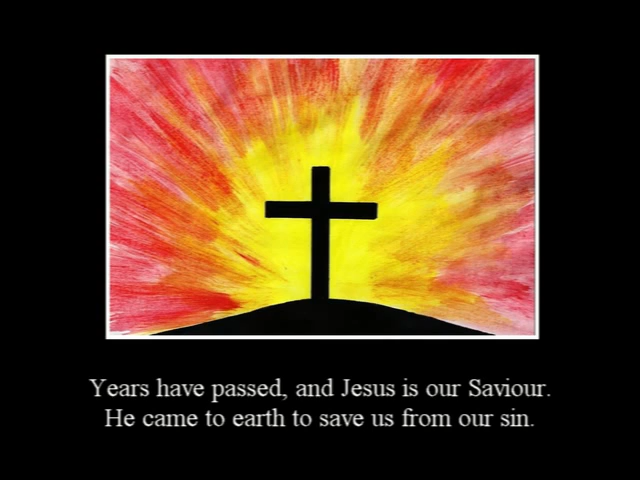 Years have passed, and Jesus is our Saviour.
He came to earth to save us from our sin.